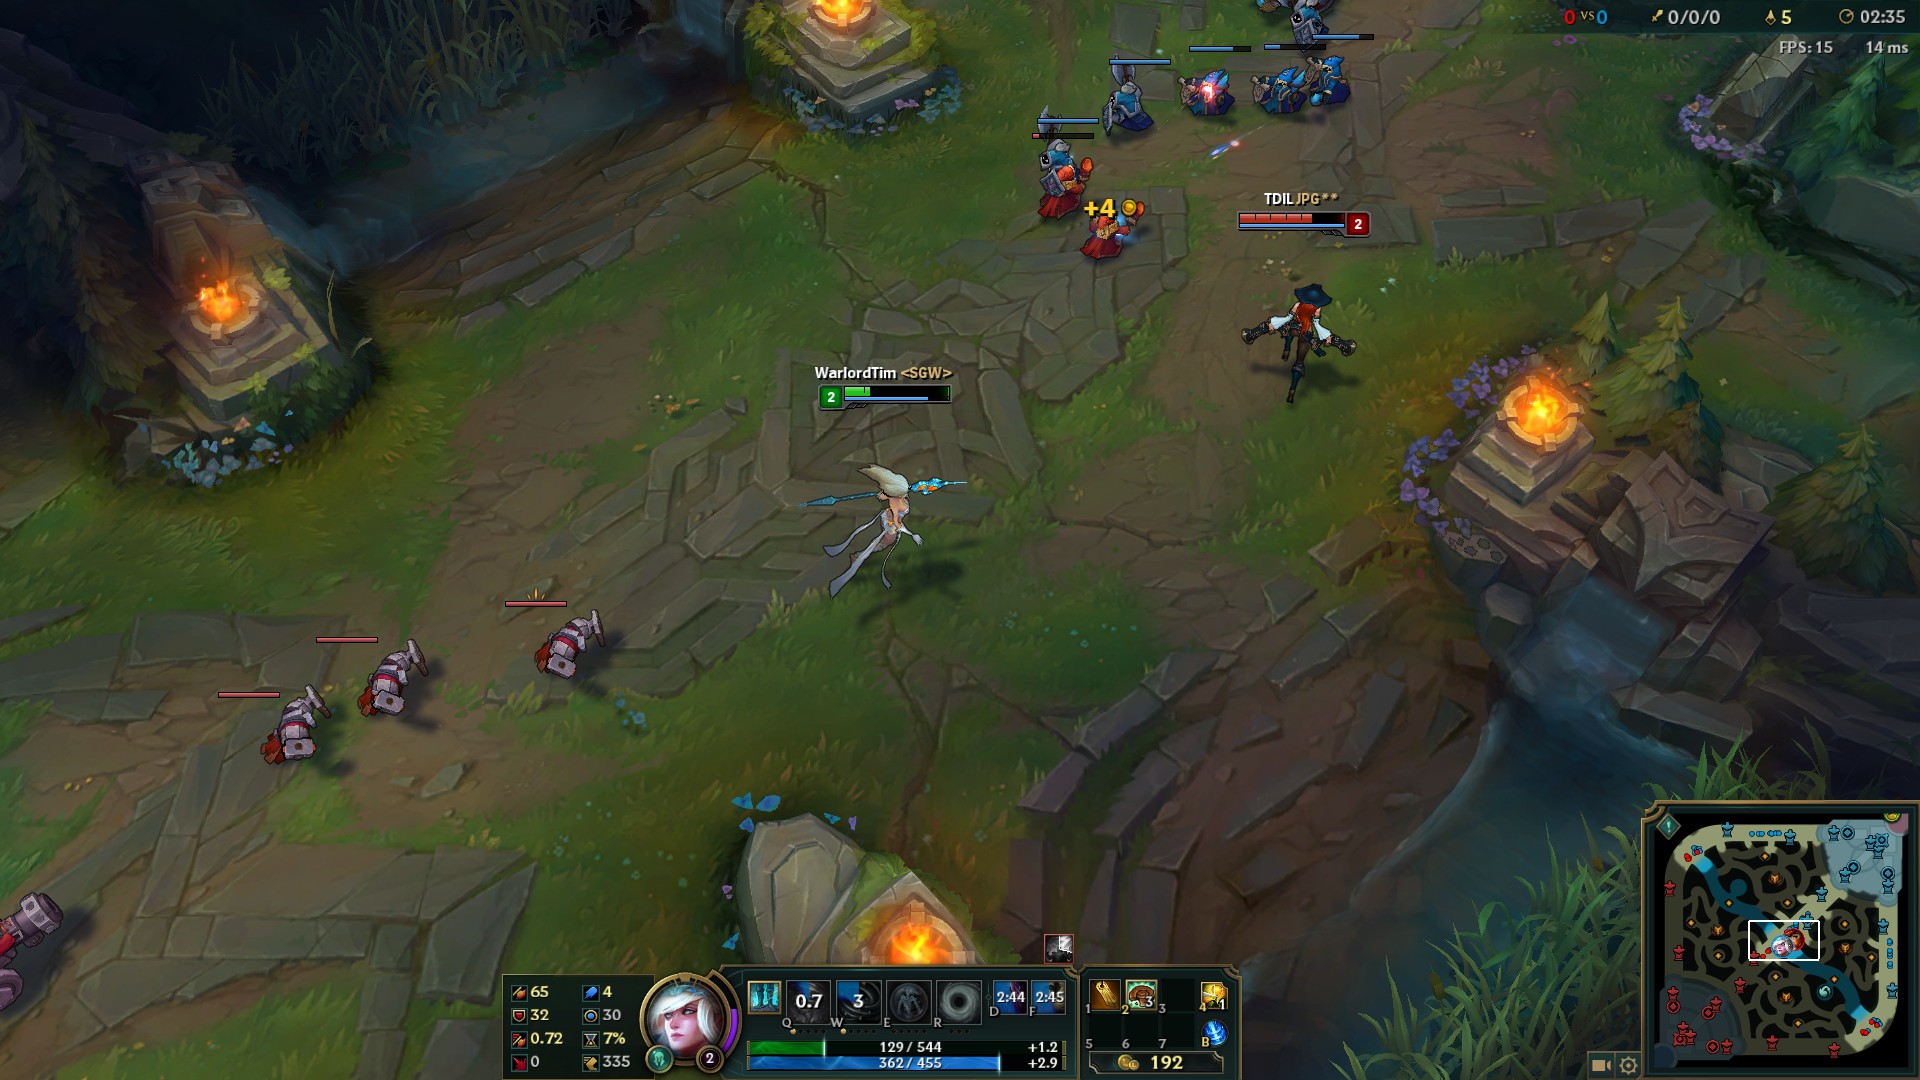 0 VS 0 0/0/0 5 02:35
FPS: 15 14 ms
TDIL JPG**
2
+4
WarlordTim <SGW>
2
65 4
32 30
0.72 7%
0 335
2
0.7 3 2:44 2:45
Q W E R D F
129 / 544 +1.2
362 / 455 +2.9
1 2 3 3 4 1
5 6 7 B
192